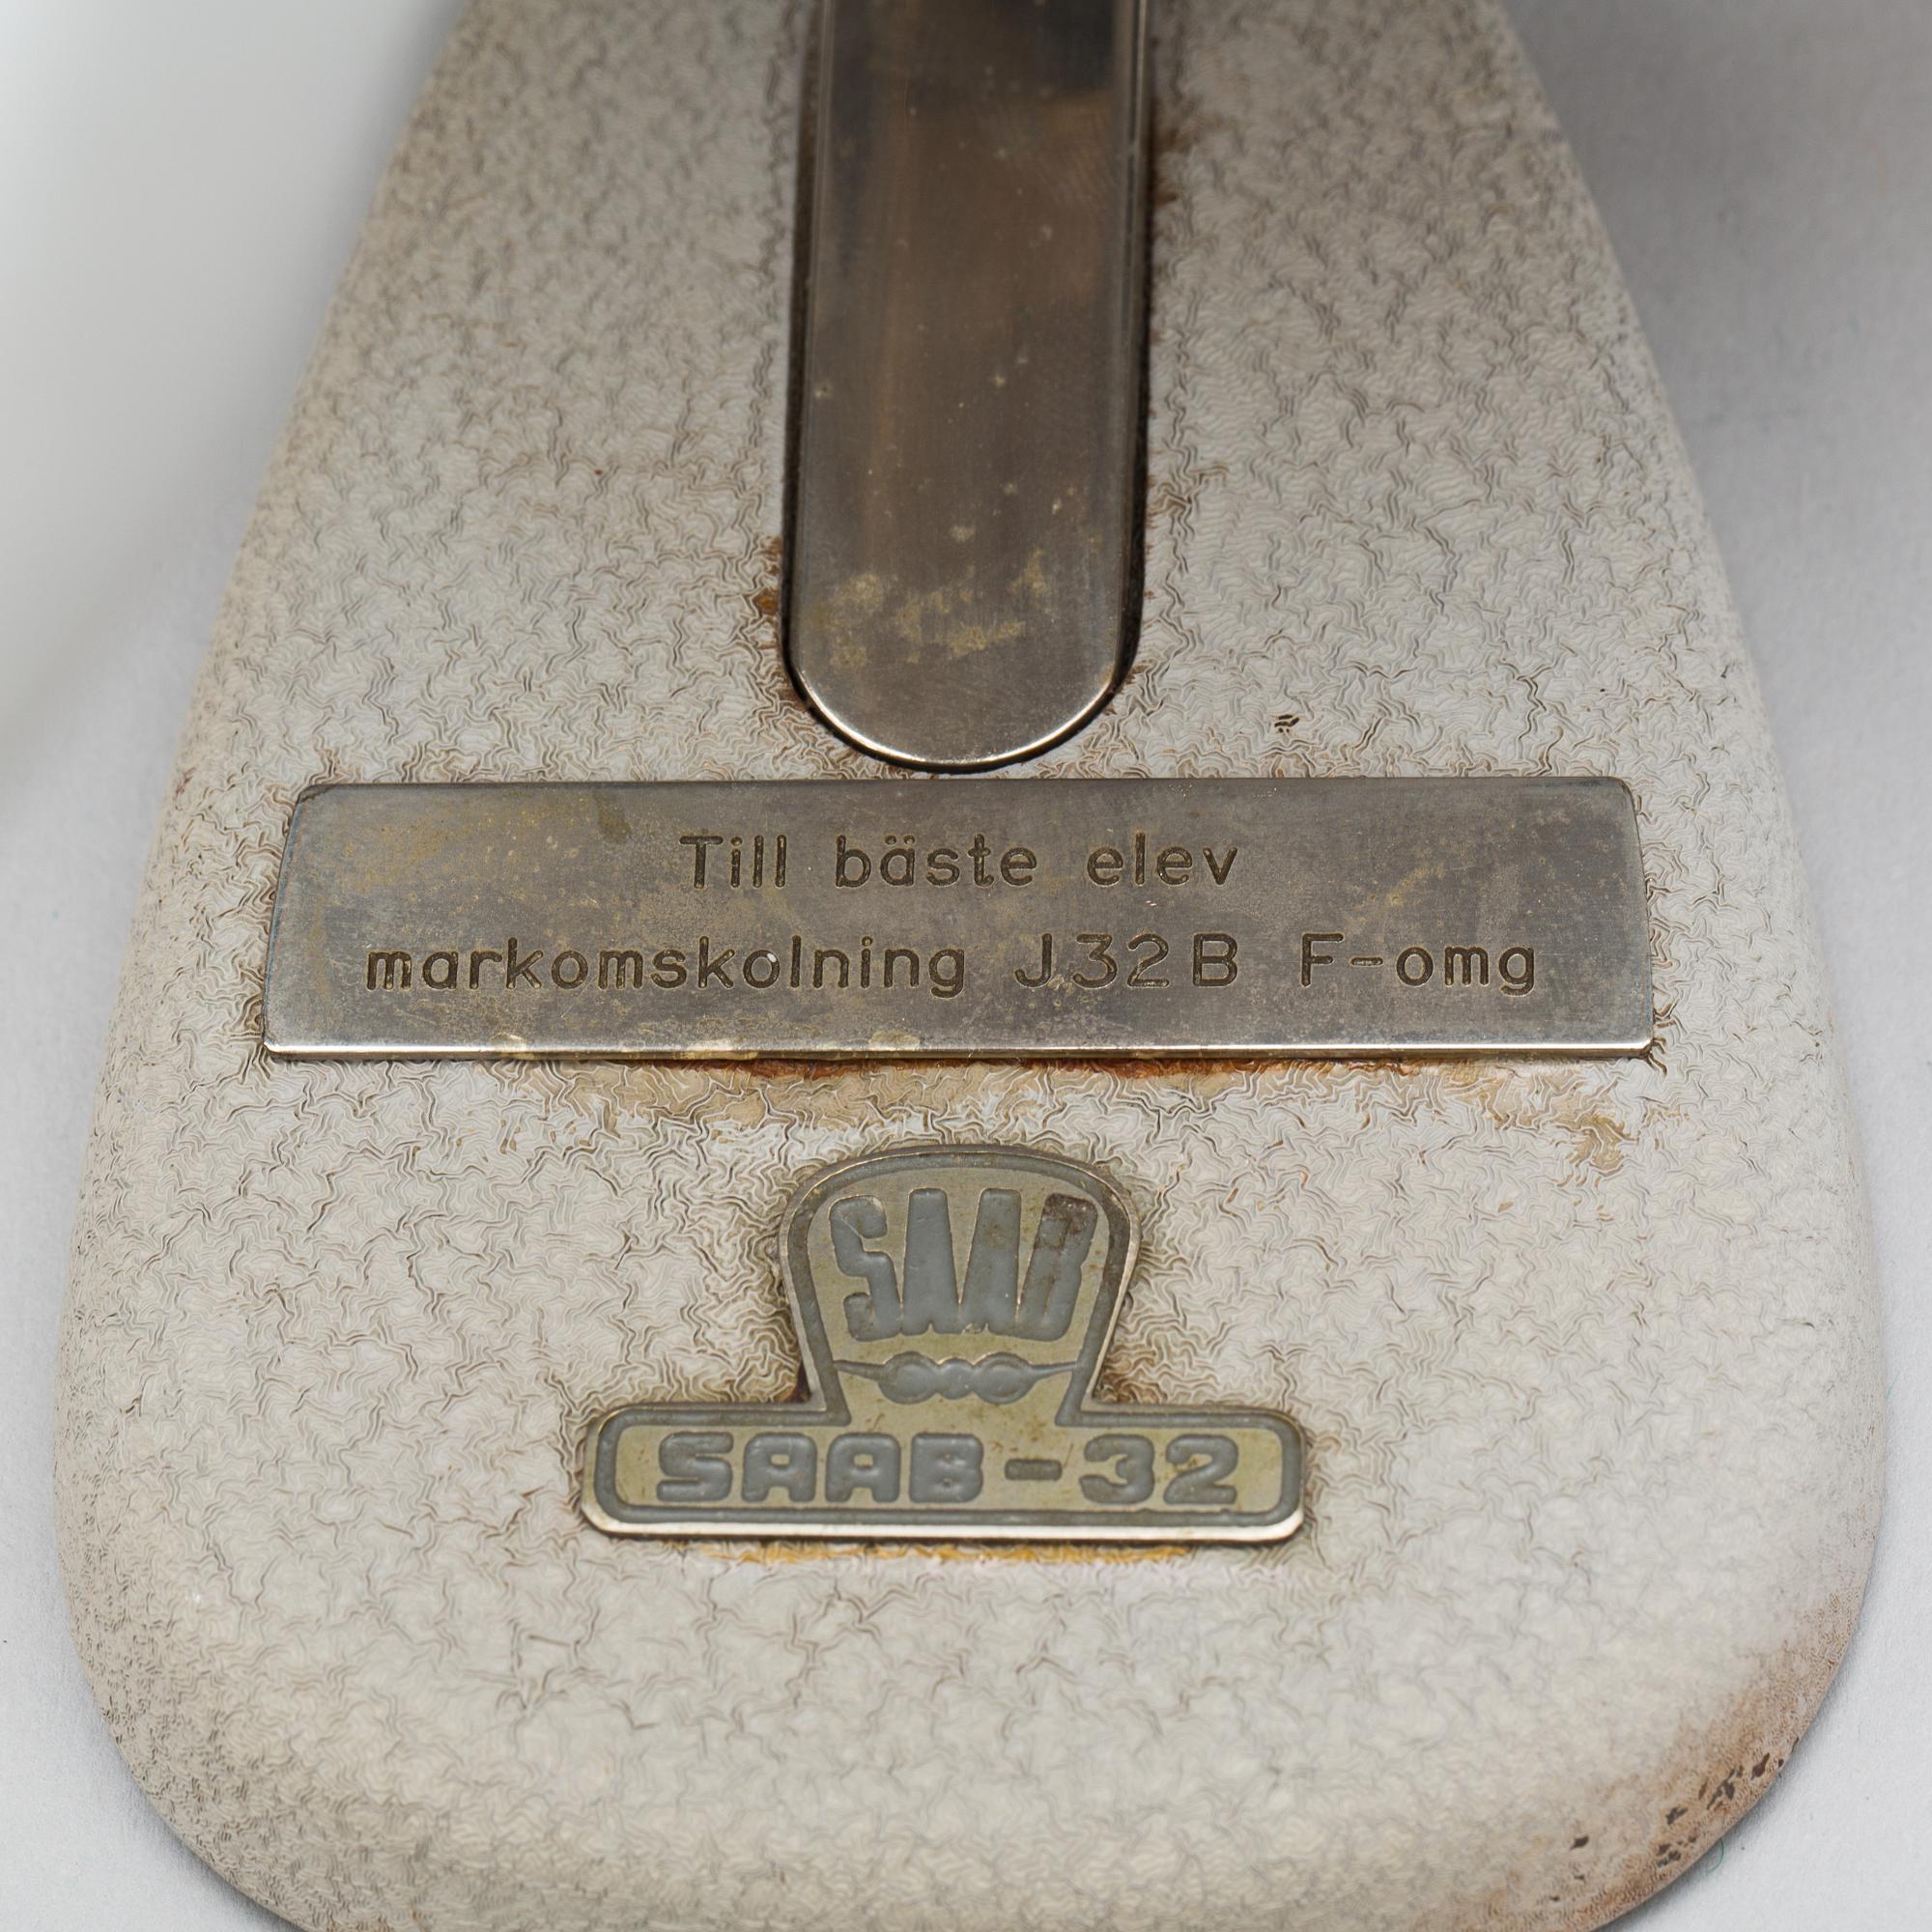 Till bäste elev
markomskolning J32B F-omg
SAAB
SAAB-32